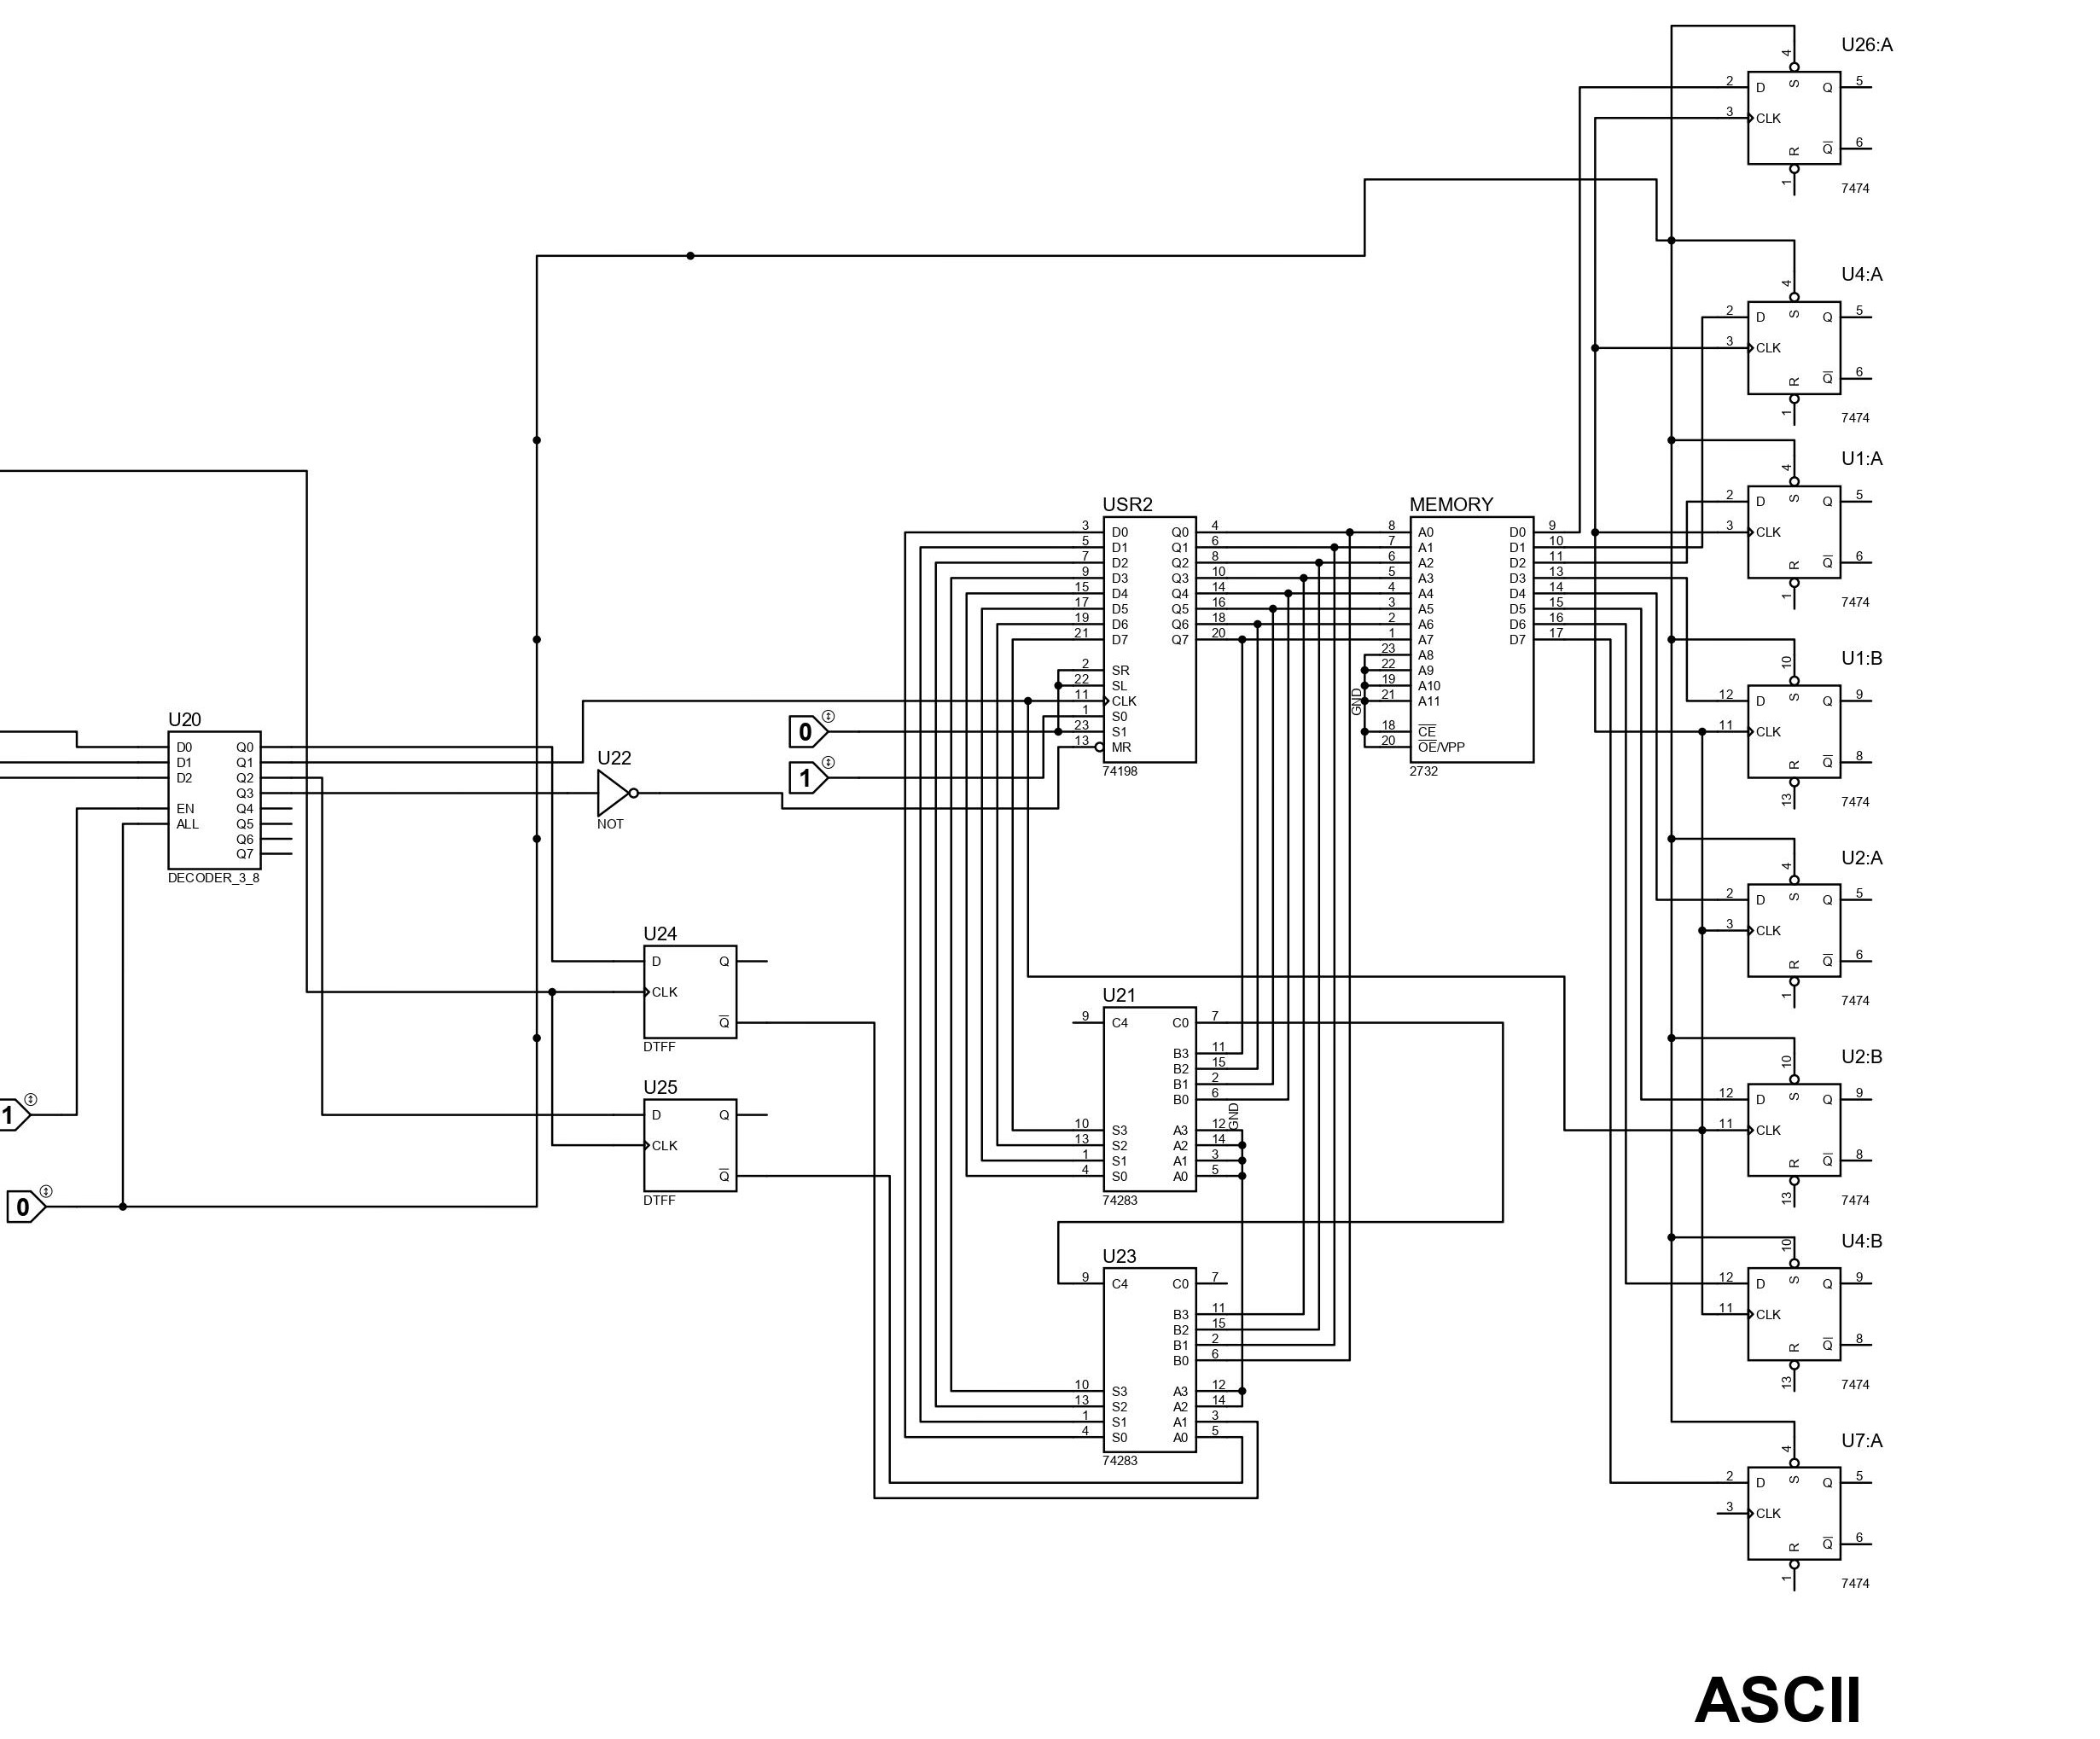 U26:A
4
2 D S Q 5
3 CLK
R Q 6
1
7474
U4:A
4
2 D S Q 5
3 CLK
R Q 6
1
7474
U1:A
4
2 D S Q 5
3 CLK
R Q 6
1
7474
U1:B
10
12 D S Q 9
11 CLK
R Q 8
13
7474
U2:A
4
2 D S Q 5
3 CLK
R Q 6
1
7474
U2:B
10
12 D S Q 9
11 CLK
R Q 8
13
7474
U4:B
10
12 D S Q 9
11 CLK
R Q 8
13
7474
U7:A
4
2 D S Q 5
3 CLK
R Q 6
1
7474
USR2
3 D0 Q0 4
5 D1 Q1 6
7 D2 Q2 8
9 D3 Q3 10
15 D4 Q4 14
17 D5 Q5 16
19 D6 Q6 18
21 D7 Q7 20
2 SR
22 SL
11 CLK
1 S0
23 S1
13 MR
74198
MEMORY
8 A0 D0 9
7 A1 D1 10
6 A2 D2 11
5 A3 D3 13
4 A4 D4 14
3 A5 D5 15
2 A6 D6 16
1 A7 D7 17
23 A8
22 A9
19 A10
21 A11
GND
18 CE
20 OE/VPP
2732
0
1
U20
D0 Q0
D1 Q1
D2 Q2
Q3
EN Q4
ALL Q5
Q6
Q7
DECODER_3_8
U22
NOT
U24
D Q
CLK
Q
DTFF
U25
D Q
CLK
Q
DTFF
1
0
U21
9 C4 C0 7
B3 11
B2 15
B1 2
B0 6
GND
10 S3 A3 12
13 S2 A2 14
1 S1 A1 3
4 S0 A0 5
74283
U23
9 C4 C0 7
B3 11
B2 15
B1 2
B0 6
10 S3 A3 12
13 S2 A2 14
1 S1 A1 3
4 S0 A0 5
74283
ASCII